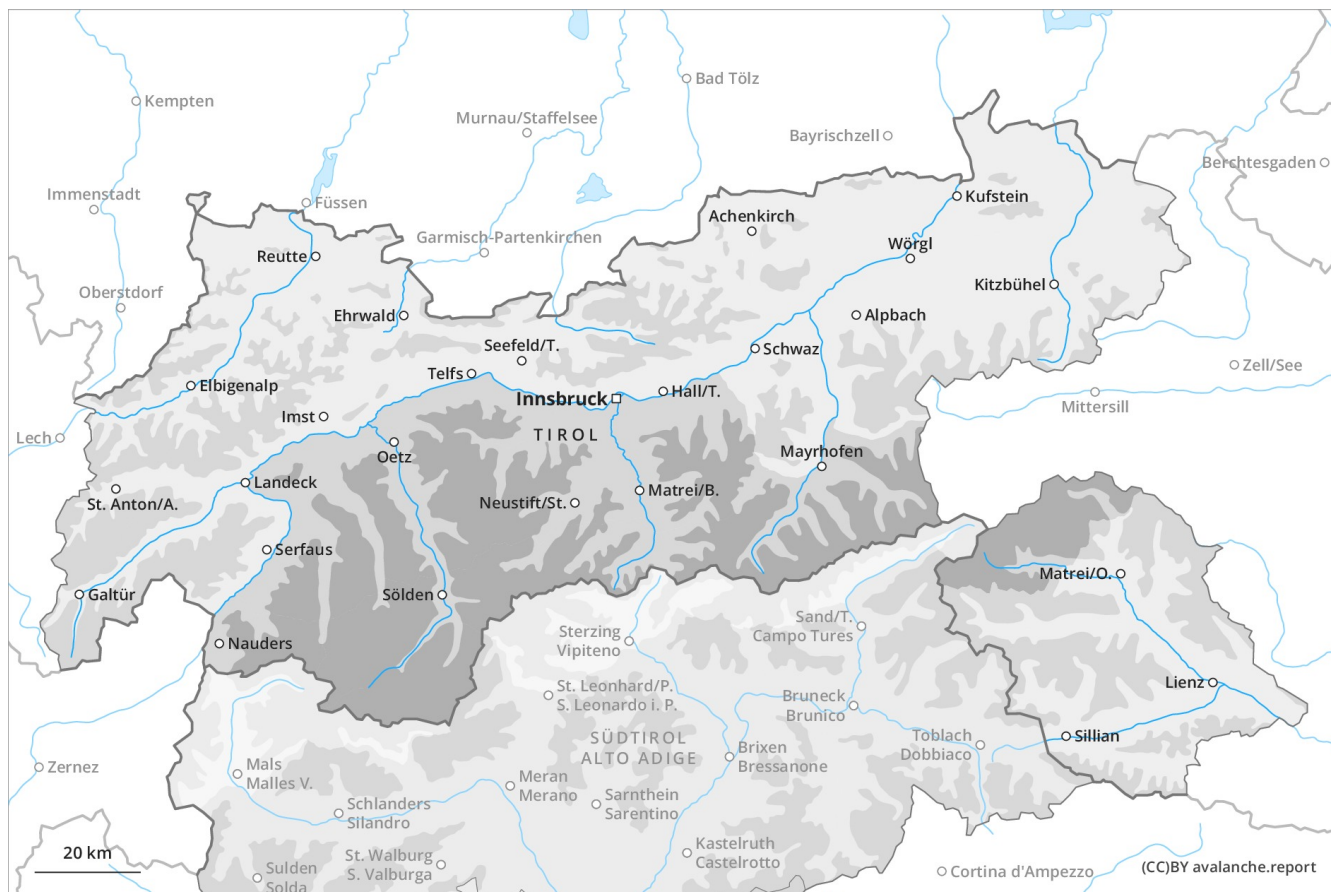 Kempten
Bad Tölz
Murnau/Staffelsee
Bayrischzell
Berchtesgaden
Immenstadt
Füssen
Kufstein
Achenkirch
Garmisch-Partenkirchen
Wörgl
Reutte
Oberstdorf
Kitzbühel
Ehrwald
Alpbach
Seefeld/T.
Schwaz
Zell/See
Telfs
Elbigenalp
Hall/T.
Innsbruck
Mittersill
Imst
Lech
TIROL
Oetz
Mayrhofen
Landeck
Matrei/B.
St. Anton/A.
Neustift/St.
Serfaus
Matrei/O.
Galtür
Sölden
Sand/T.
Campo Tures
Sterzing
Vipiteno
Nauders
Lienz
St. Leonhard/P.
S. Leonardo i. P.
Bruneck
Brunico
Sillian
SÜDTIROL
ALTO ADIGE
Toblach
Dobbiaco
Brixen
Bressanone
Zernez
Mals
Malles V.
Meran
Merano
Sarnthein
Sarentino
Schlanders
Silandro
Kastelruth
Castelrotto
20 km
St. Walburg
S. Valburga
Sulden
Solda
Cortina d'Ampezzo
(CC)BY avalanche.report